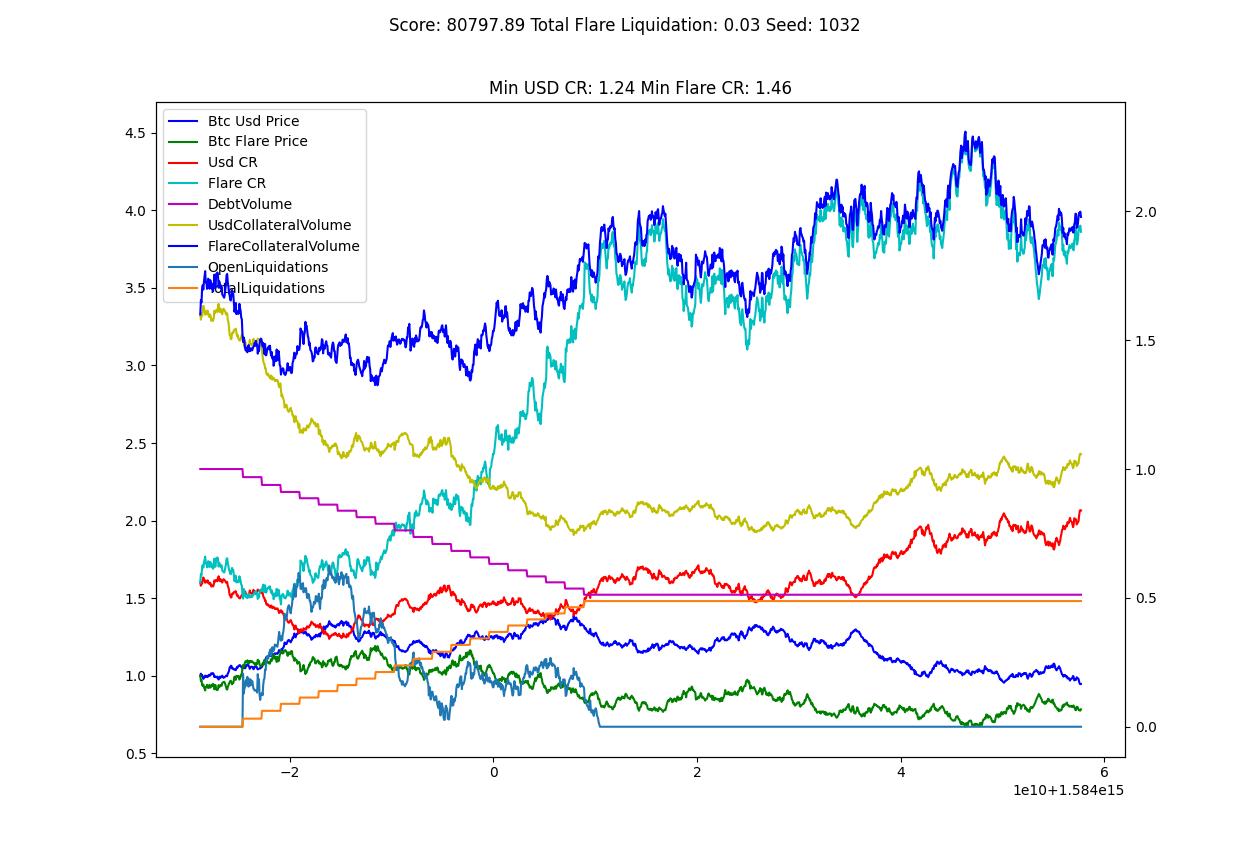 Score: 80797.89 Total Flare Liquidation: 0.03 Seed: 1032
Min USD CR: 1.24 Min Flare CR: 1.46
Btc Usd Price
Btc Flare Price
Usd CR
Flare CR
DebtVolume
UsdCollateralVolume
FlareCollateralVolume
OpenLiquidations
TotalLiquidations
4.5
4.0
3.5
3.0
2.5
2.0
1.5
1.0
0.5
2.0
1.5
1.0
0.5
0.0
−2
0
2
4
6
1e10+1.584e15